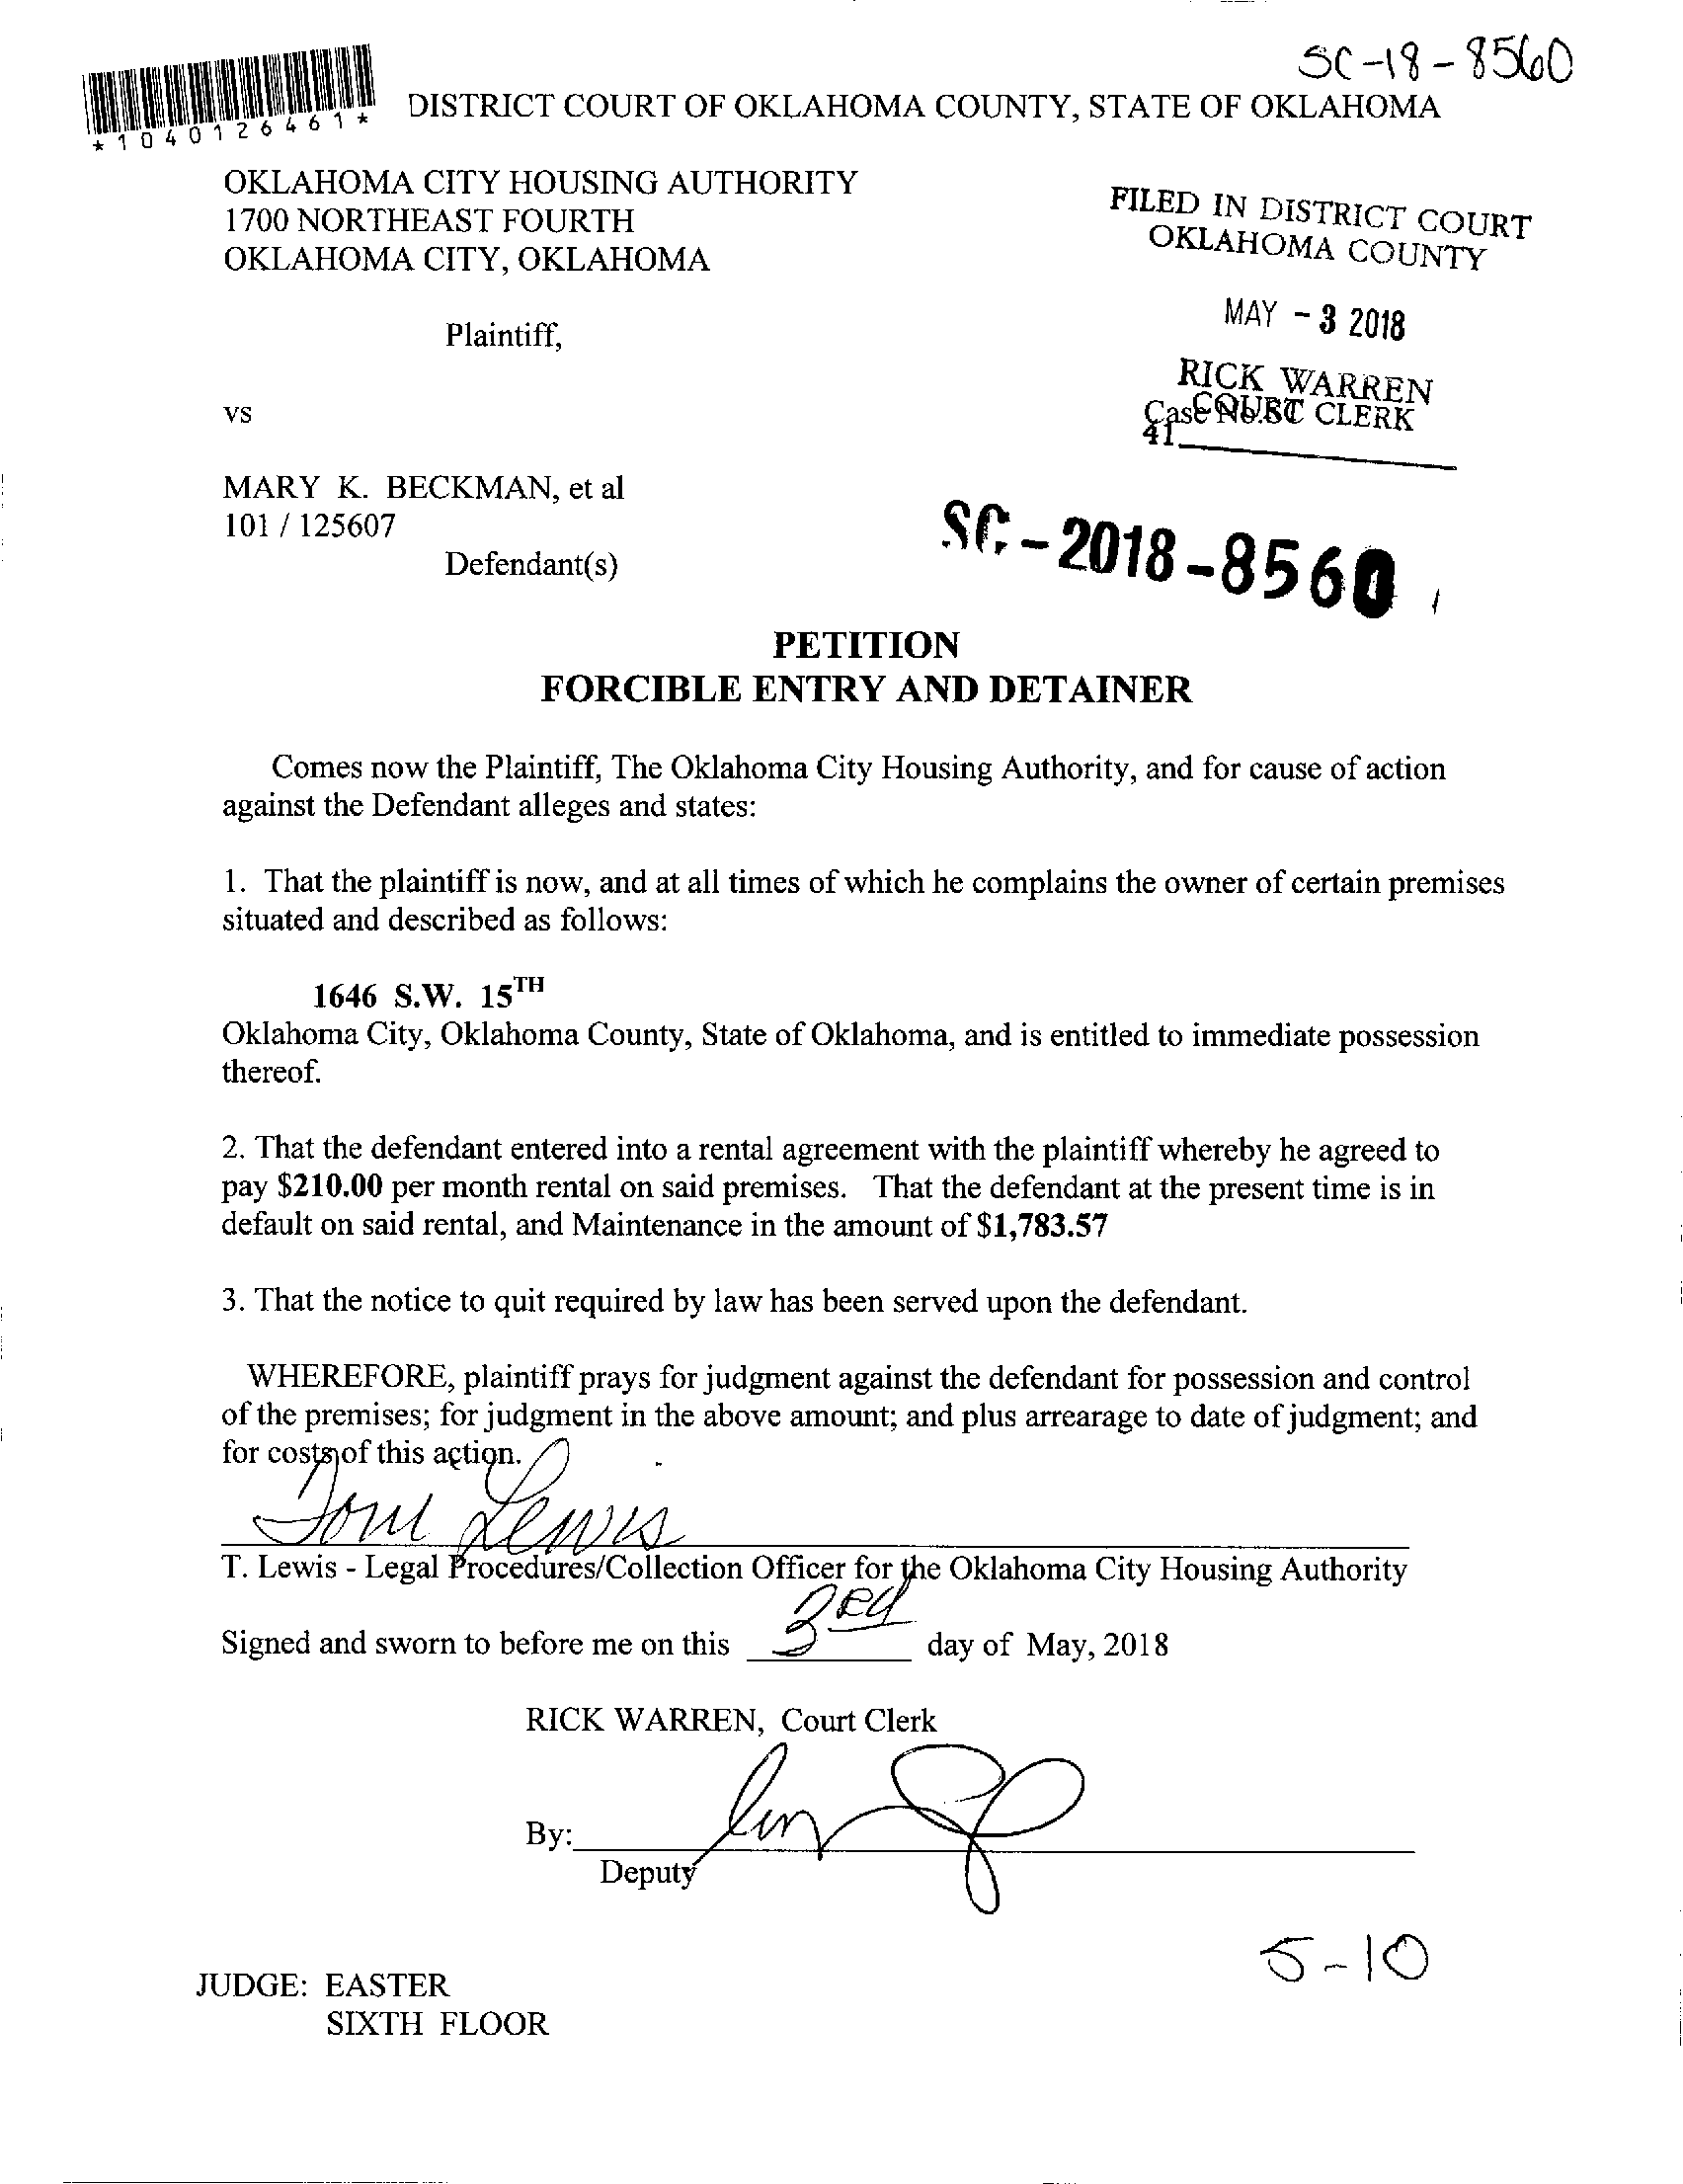 SC-18-8560
*1040126461*
DISTRICT COURT OF OKLAHOMA COUNTY, STATE OF OKLAHOMA
OKLAHOMA CITY HOUSING AUTHORITY
1700 NORTHEAST FOURTH
OKLAHOMA CITY, OKLAHOMA
FILED IN DISTRICT COURT
OKLAHOMA COUNTY
MAY - 3 2018
Plaintiff,
RICK WARREN
COURT CLERK
Case No. SC
41
vs
MARY K. BECKMAN, et al
101 / 125607
Defendant(s)
SC - 2018 - 8560
PETITION
FORCIBLE ENTRY AND DETAINER
Comes now the Plaintiff, The Oklahoma City Housing Authority, and for cause of action
against the Defendant alleges and states:
1. That the plaintiff is now, and at all times of which he complains the owner of certain premises
situated and described as follows:
1646 S.W. 15TH
Oklahoma City, Oklahoma County, State of Oklahoma, and is entitled to immediate possession
thereof.
2. That the defendant entered into a rental agreement with the plaintiff whereby he agreed to
pay $210.00 per month rental on said premises. That the defendant at the present time is in
default on said rental, and Maintenance in the amount of $1,783.57
3. That the notice to quit required by law has been served upon the defendant.
WHEREFORE, plaintiff prays for judgment against the defendant for possession and control
of the premises; for judgment in the above amount; and plus arrearage to date of judgment; and
for costs of this action.
Toni Lewis
T. Lewis - Legal Procedures/Collection Officer for the Oklahoma City Housing Authority
Signed and sworn to before me on this 3rd day of May, 2018
RICK WARREN, Court Clerk
By:
Deputy
5-10
JUDGE: EASTER
SIXTH FLOOR